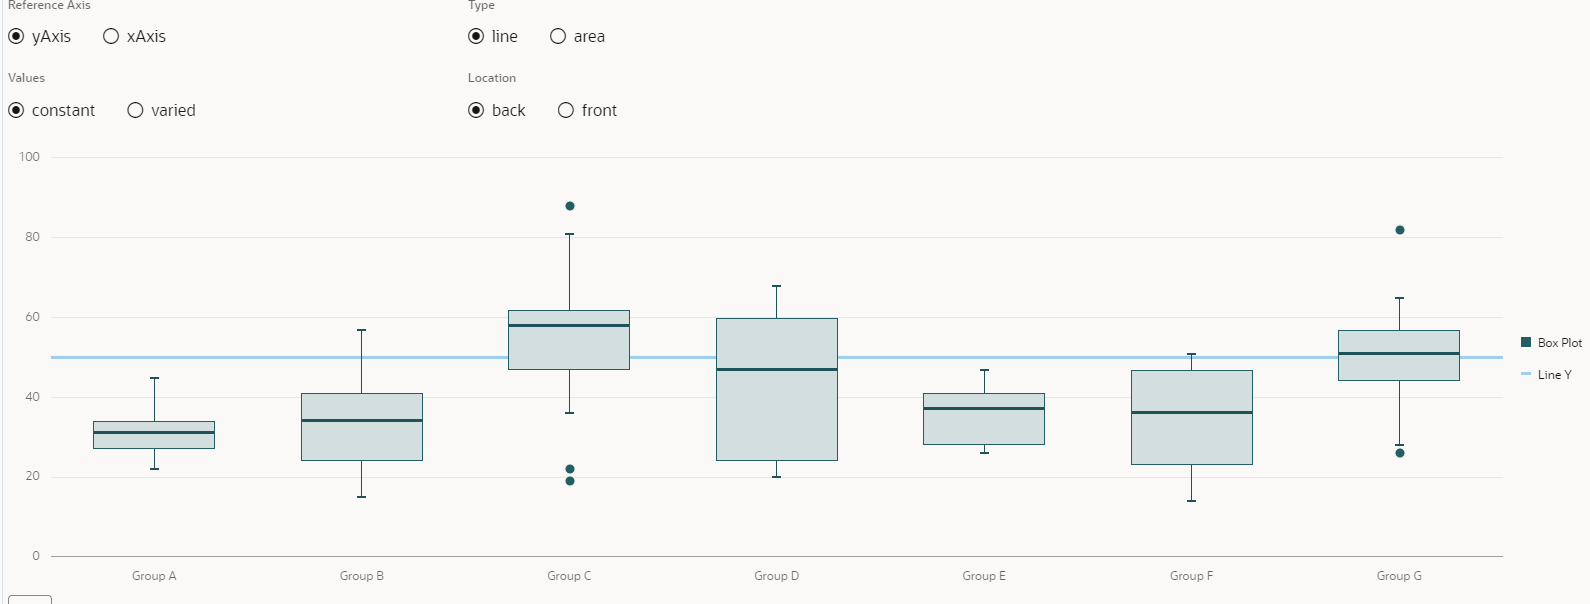 Reference Axis
Type
yAxis
xAxis
line
area
Values
Location
constant
varied
back
front
100
80
60
40
20
0
Box Plot
Line Y
Group A
Group B
Group C
Group D
Group E
Group F
Group G